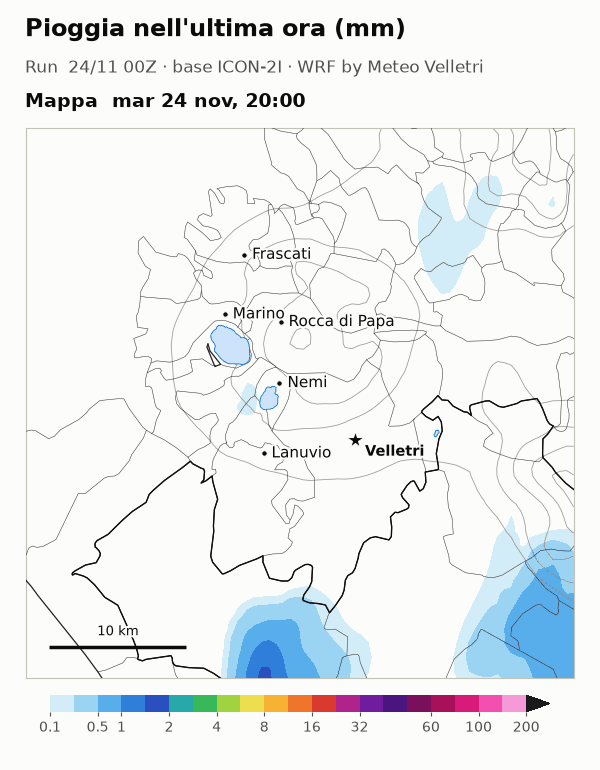 Pioggia nell'ultima ora (mm)
Run  24/11 00Z · base ICON-2I · WRF by Meteo Velletri
Mappa  mar 24 nov, 20:00
Frascati
Marino
Rocca di Papa
Nemi
Velletri
Lanuvio
10 km
0.1 0.5 1 2 4 8 16 32 60 100 200